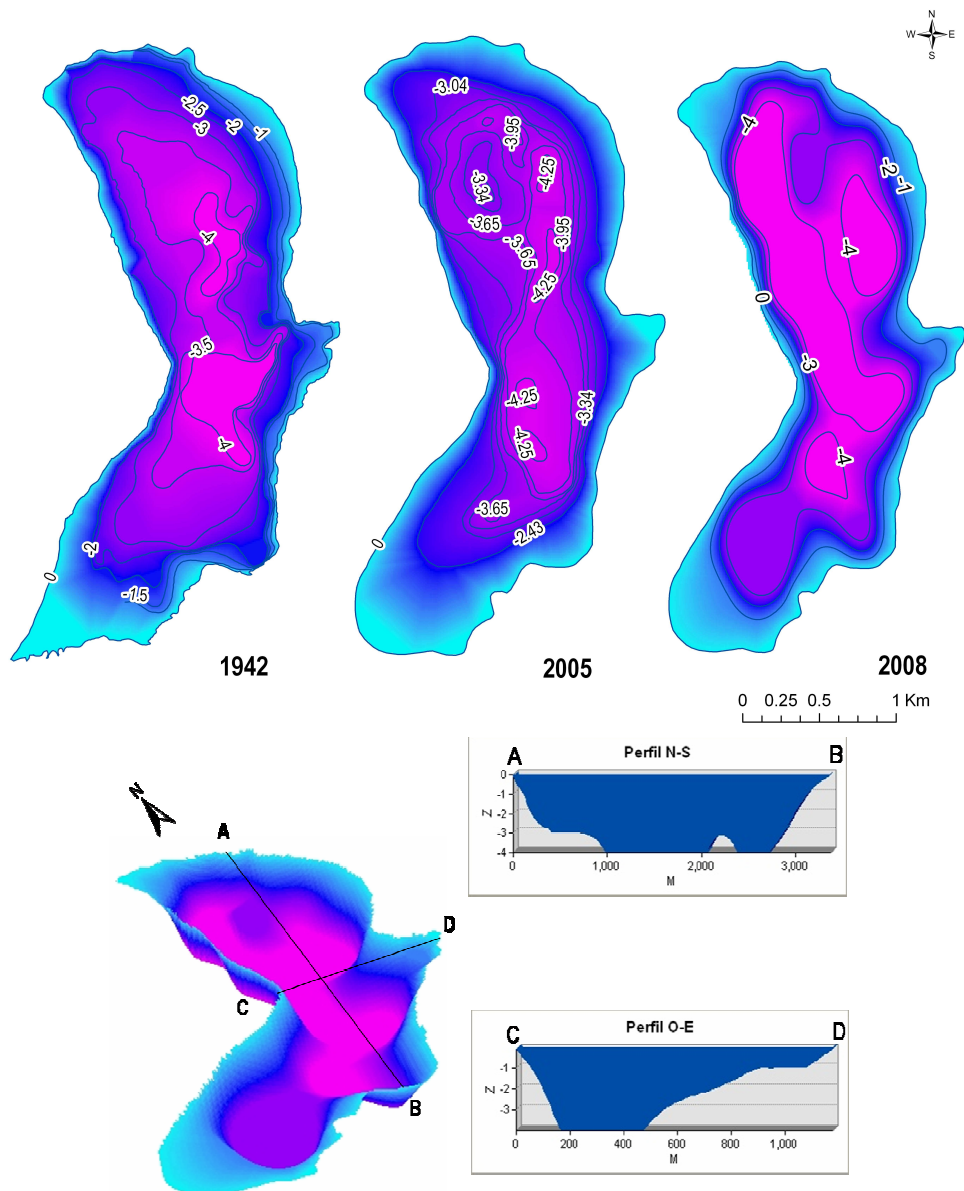 N
W E
S
-2.5
-3
-2
-1
-4
-3.5
-4
-2
0
-1.5
1942
-3.04
-3.95
-4.25
-3.34
-3.65
-3.95
-3.65
-4.25
-4.25
-3.34
-4.25
-3.65
-2.43
0
2005
-4
-2
-1
-4
0
-3
-4
2008
0 0.25 0.5 1 Km
A Perfil N-S B
0
-1
-2
-3
-4
Z
0 1,000 2,000 3,000
M
N
A
D
C
B
C Perfil O-E D
-1
-2
-3
Z
0 200 400 600 800 1,000
M